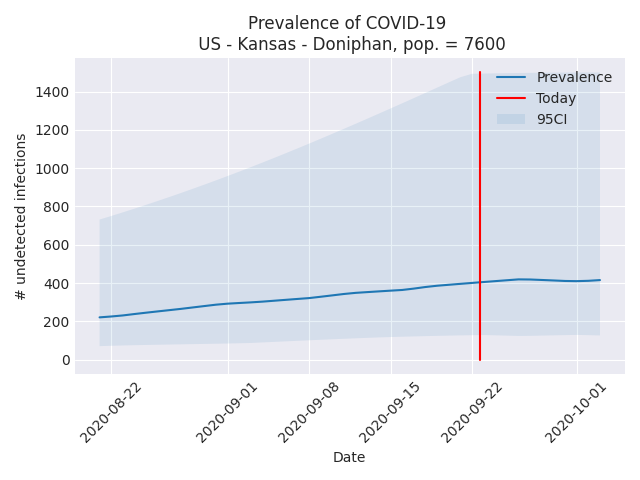 Prevalence of COVID-19
US - Kansas - Doniphan, pop. = 7600
Prevalence
Today
95CI
# undetected infections
1400
1200
1000
800
600
400
200
0
2020-08-22
2020-09-01
2020-09-08
2020-09-15
2020-09-22
2020-10-01
Date